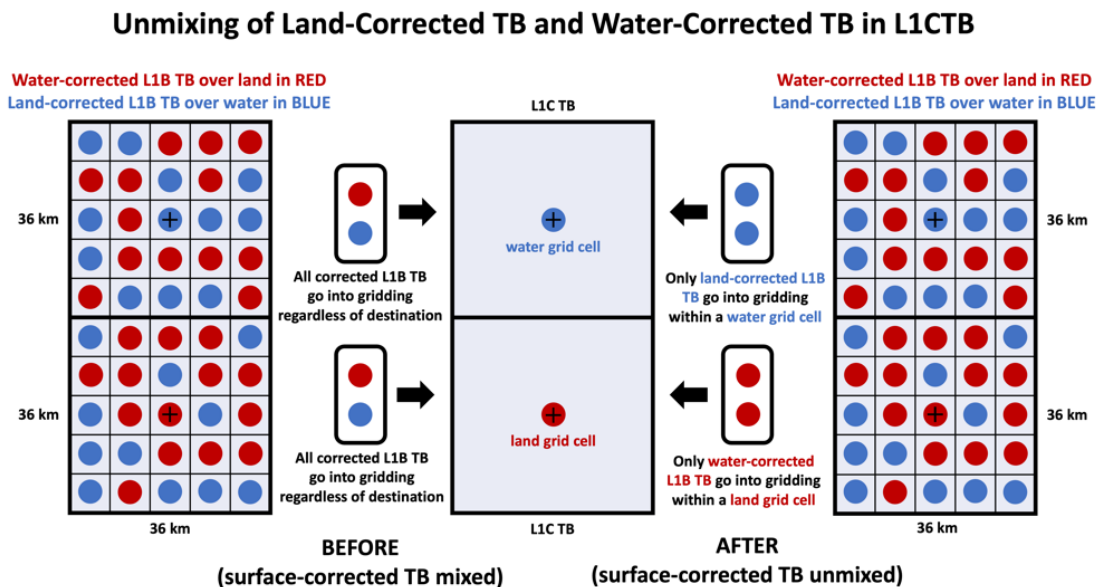 Unmixing of Land-Corrected TB and Water-Corrected TB in L1CTB
Water-corrected L1B TB over land in RED
Land-corrected L1B TB over water in BLUE
36 km
36 km
36 km
All corrected L1B TB
go into gridding
regardless of destination
All corrected L1B TB
go into gridding
regardless of destination
BEFORE
(surface-corrected TB mixed)
L1C TB
water grid cell
land grid cell
L1C TB
Only land-corrected L1B
TB go into gridding
within a water grid cell
Only water-corrected
L1B TB go into gridding
within a land grid cell
AFTER
(surface-corrected TB unmixed)
Water-corrected L1B TB over land in RED
Land-corrected L1B TB over water in BLUE
36 km
36 km
36 km